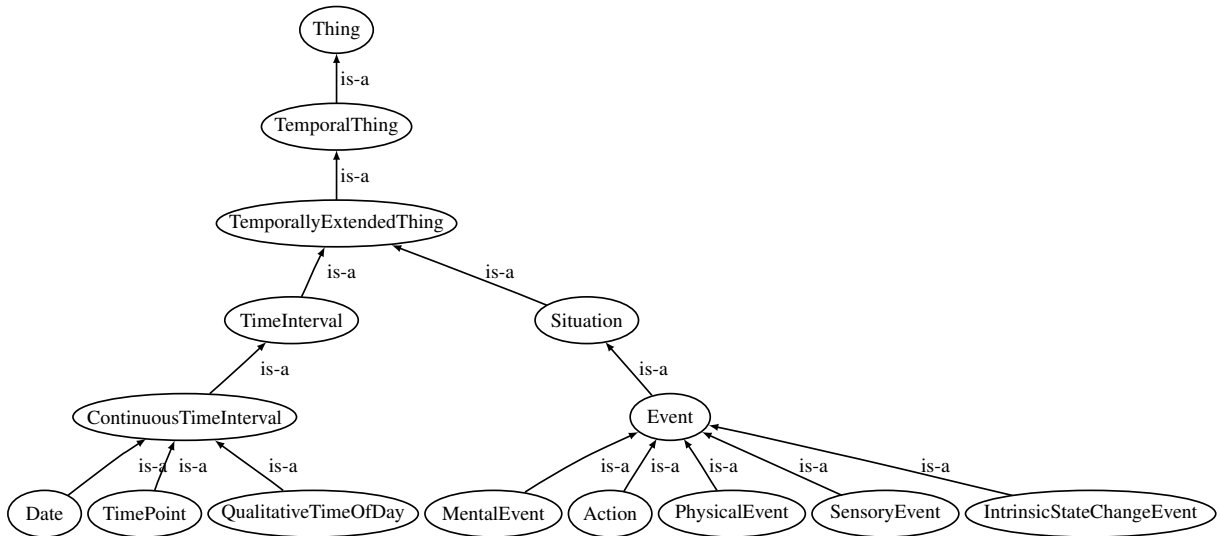 Thing
is-a
TemporalThing
is-a
TemporallyExtendedThing
is-a is-a
TimeInterval Situation
is-a is-a
ContinuousTimeInterval Event
is-a is-a is-a is-a is-a is-a is-a is-a
Date TimePoint QualitativeTimeOfDay MentalEvent Action PhysicalEvent SensoryEvent IntrinsicStateChangeEvent